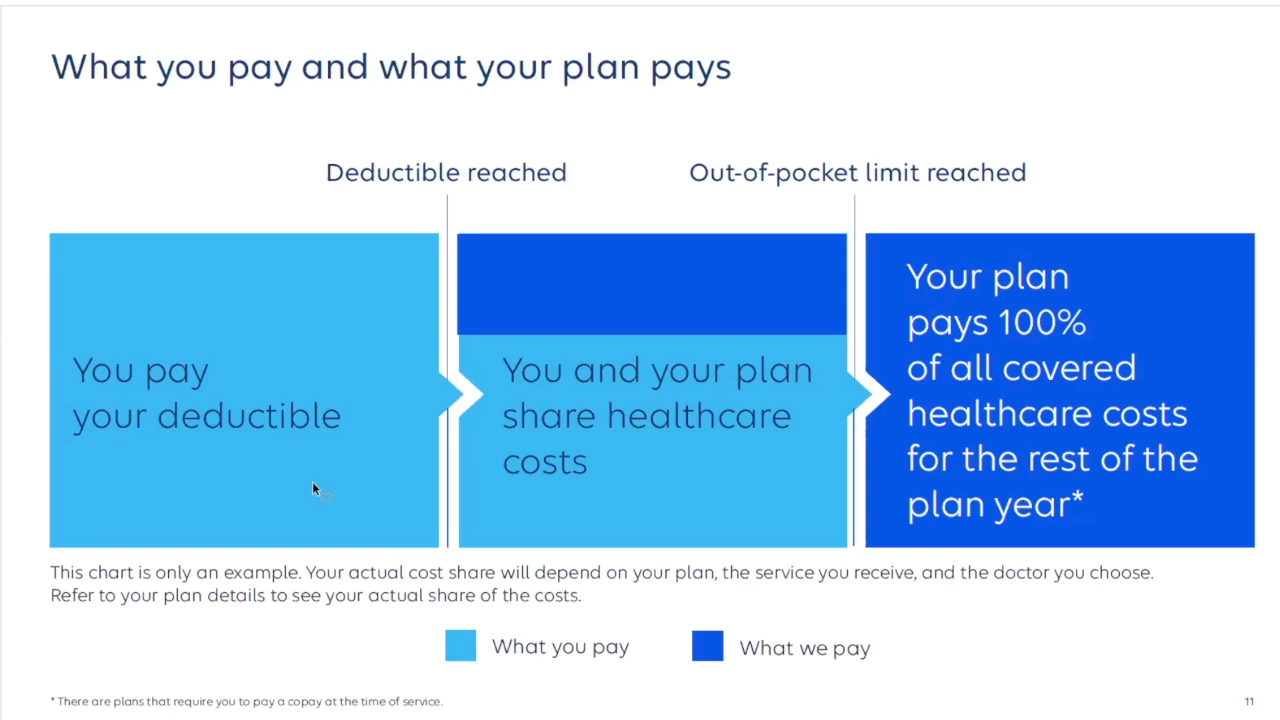 What you pay and what your plan pays
Deductible reached
Out-of-pocket limit reached
You pay
your deductible
You and your plan
share healthcare
costs
Your plan
pays 100%
of all covered
healthcare costs
for the rest of the
plan year*
This chart is only an example. Your actual cost share will depend on your plan, the service you receive, and the doctor you choose.
Refer to your plan details to see your actual share of the costs.
What you pay
What we pay
* There are plans that require you to pay a copay at the time of service.
11